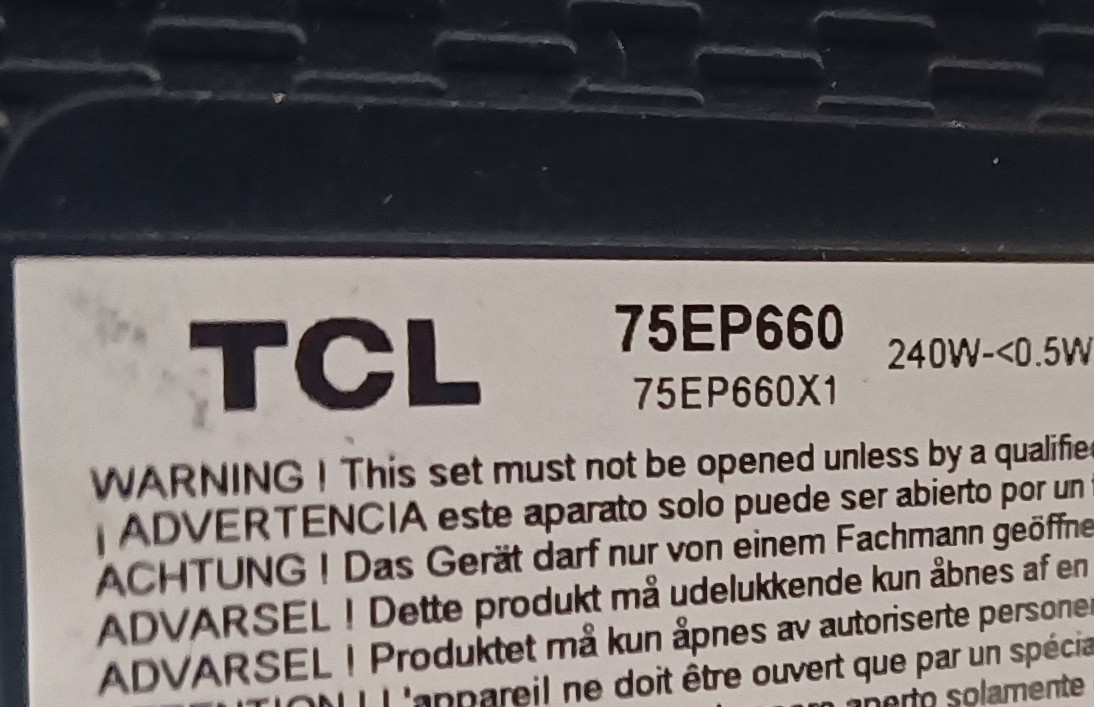 TCL 75EP660 240W-<0.5W
75EP660X1
WARNING ! This set must not be opened unless by a
¡ ADVERTENCIA este aparato solo puede ser abierto por un
ACHTUNG ! Das Gerät darf nur von einem Fachmann
ADVARSEL ! Dette produkt må udelukkende kun åbnes af en
ADVARSEL ! Produktet må kun åpnes av autoriserte
L'appareil ne doit être ouvert que par un
aperto solamente